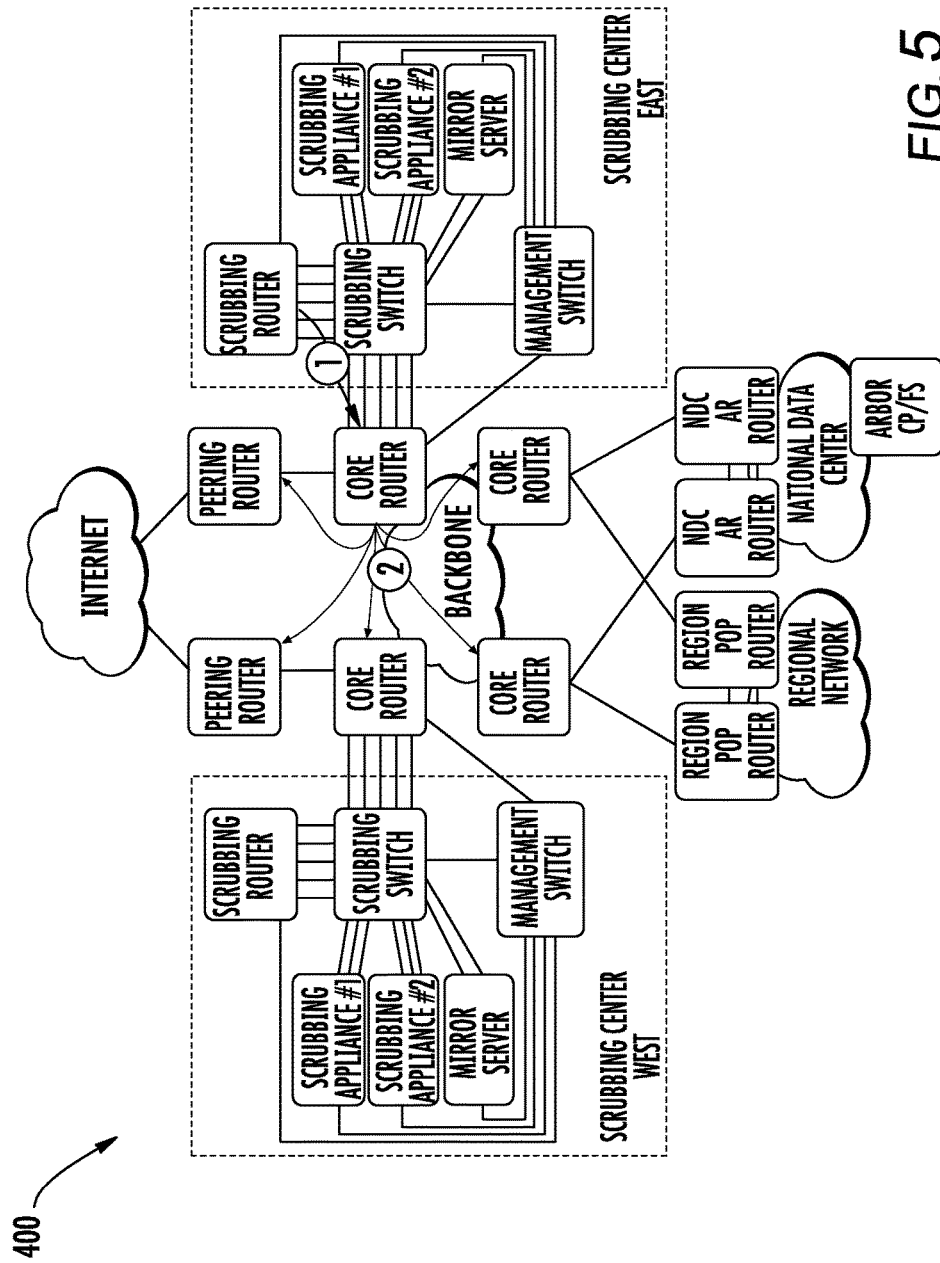 400
INTERNET
PEERING
ROUTER
PEERING
ROUTER
SCRUBBING
ROUTER
SCRUBBING
ROUTER
1
SCRUBBING
APPLIANCE #1
SCRUBBING
APPLIANCE #2
MIRROR
SERVER
SCRUBBING
SWITCH
CORE
ROUTER
2
CORE
ROUTER
SCRUBBING
SWITCH
SCRUBBING
APPLIANCE #1
SCRUBBING
APPLIANCE #2
MIRROR
SERVER
BACKBONE
MANAGEMENT
SWITCH
CORE
ROUTER
CORE
ROUTER
MANAGEMENT
SWITCH
SCRUBBING CENTER
WEST
SCRUBBING CENTER
EAST
REGION
POP
ROUTER
REGION
POP
ROUTER
NDC
AR
ROUTER
NDC
AR
ROUTER
REGIONAL
NETWORK
NATIONAL DATA
CENTER
ARBOR
CP/FS
FIG. 5